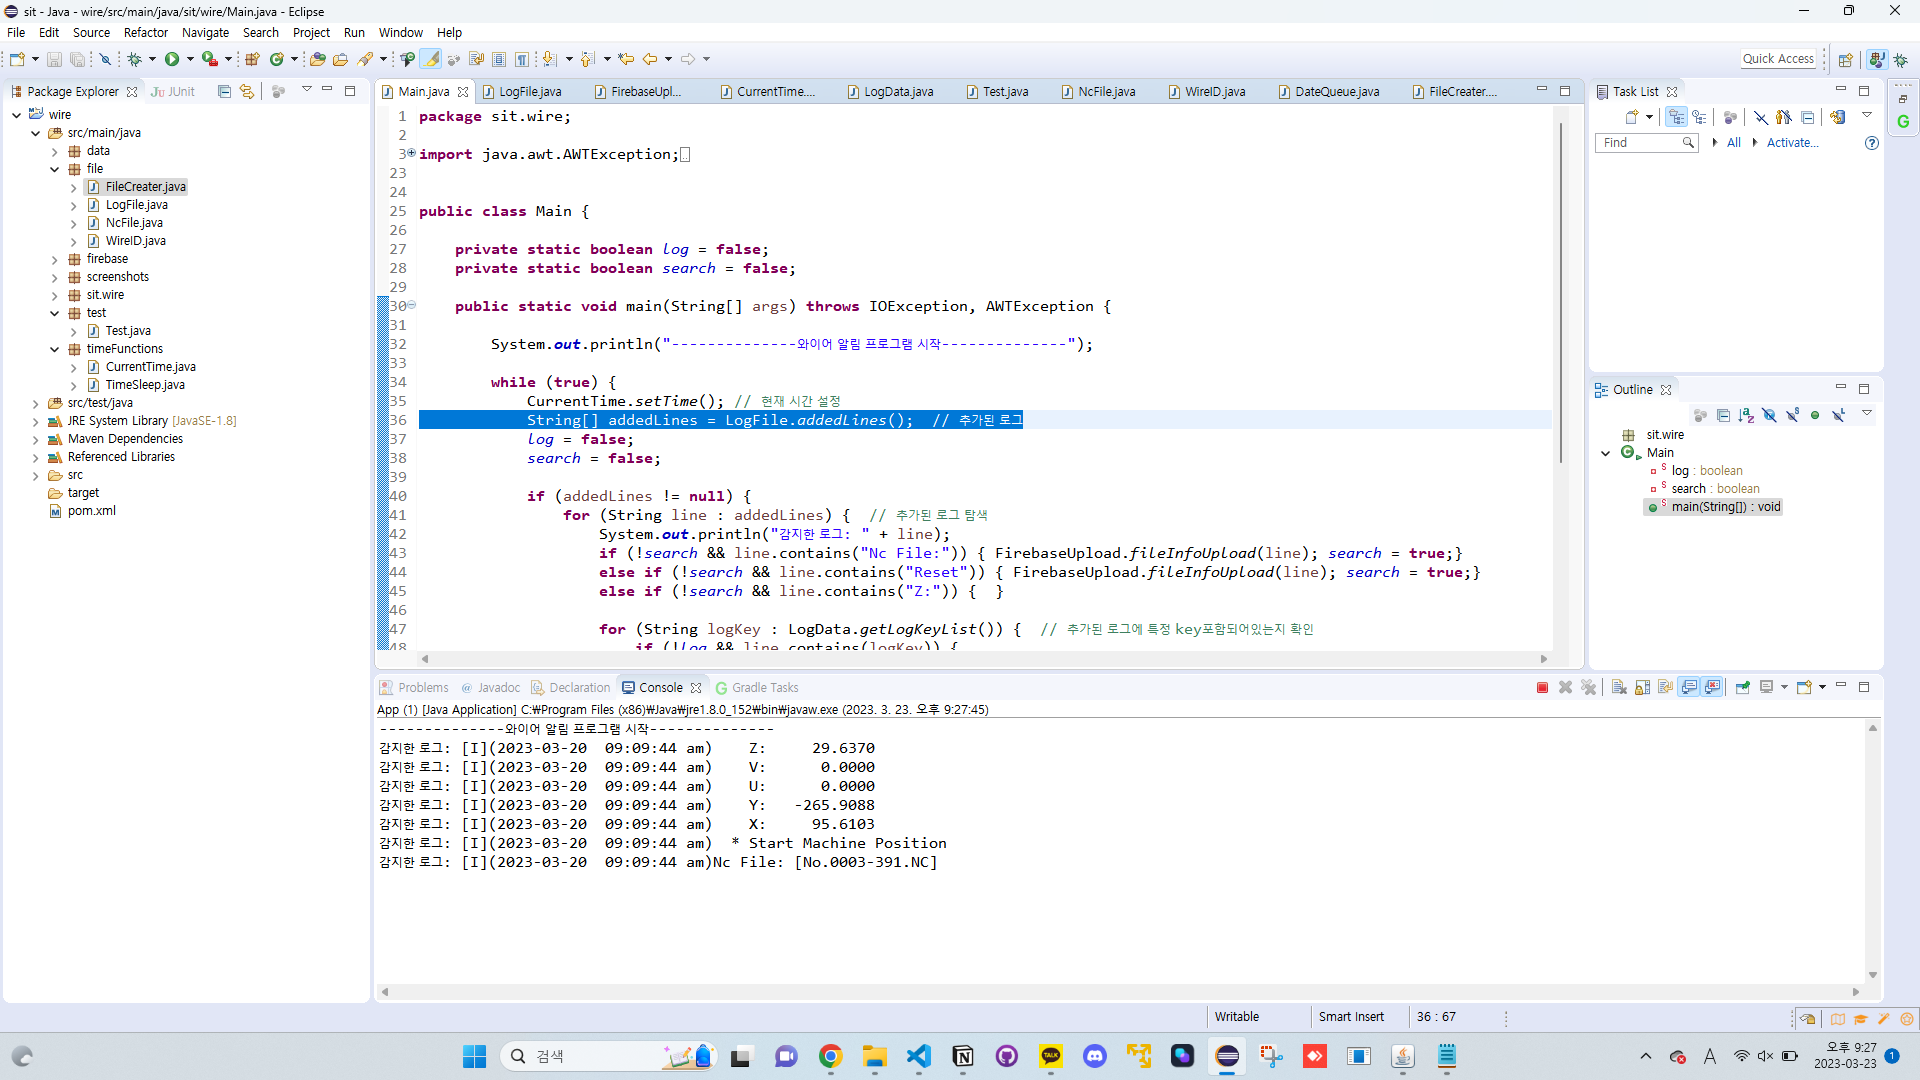 sit - Java - wire/src/main/java/sit/wire/Main.java - Eclipse
File Edit Source Refactor Navigate Search Project Run Window Help
Quick Access
Package Explorer JUnit
wire
src/main/java
data
file
FileCreater.java
LogFile.java
NcFile.java
WireID.java
firebase
screenshots
sit.wire
test
Test.java
timeFunctions
CurrentTime.java
TimeSleep.java
src/test/java
JRE System Library [JavaSE-1.8]
Maven Dependencies
Referenced Libraries
src
target
pom.xml
Main.java LogFile.java FirebaseUpl... CurrentTime.... LogData.java Test.java NcFile.java WireID.java DateQueue.java FileCreater....
1 package sit.wire;
2
3 import java.awt.AWTException;
23
24
25 public class Main {
26
27 private static boolean log = false;
28 private static boolean search = false;
29
30 public static void main(String[] args) throws IOException, AWTException {
31
32 System.out.println("--------------와이어 알림 프로그램 시작--------------");
33
34 while (true) {
35 CurrentTime.setTime(); // 현재 시간 설정
36 String[] addedLines = LogFile.addedLines(); // 추가된 로그
37 log = false;
38 search = false;
39
40 if (addedLines != null) {
41 for (String line : addedLines) { // 추가된 로그 탐색
42 System.out.println("감지한 로그: " + line);
43 if (!search && line.contains("Nc File:")) { FirebaseUpload.fileInfoUpload(line); search = true;}
44 else if (!search && line.contains("Reset")) { FirebaseUpload.fileInfoUpload(line); search = true;}
45 else if (!search && line.contains("Z:")) { }
46
47 for (String logKey : LogData.getLogKeyList()) { // 추가된 로그에 특정 key포함되어있는지 확인
48 if (!log && line.contains(logKey)) {
Task List
Find All Activate...
Outline
sit.wire
Main
log : boolean
search : boolean
main(String[]) : void
Problems Javadoc Declaration Console Gradle Tasks
App (1) [Java Application] C:₩Program Files (x86)₩Java₩jre1.8.0_152₩bin₩javaw.exe (2023. 3. 23. 오후 9:27:45)
--------------와이어 알림 프로그램 시작--------------
감지한 로그: [I](2023-03-20 09:09:44 am) Z: 29.6370
감지한 로그: [I](2023-03-20 09:09:44 am) V: 0.0000
감지한 로그: [I](2023-03-20 09:09:44 am) U: 0.0000
감지한 로그: [I](2023-03-20 09:09:44 am) Y: -265.9088
감지한 로그: [I](2023-03-20 09:09:44 am) X: 95.6103
감지한 로그: [I](2023-03-20 09:09:44 am) * Start Machine Position
감지한 로그: [I](2023-03-20 09:09:44 am)Nc File: [No.0003-391.NC]
Writable Smart Insert 36 : 67
검색
TALK
A
오후 9:27
2023-03-23
1